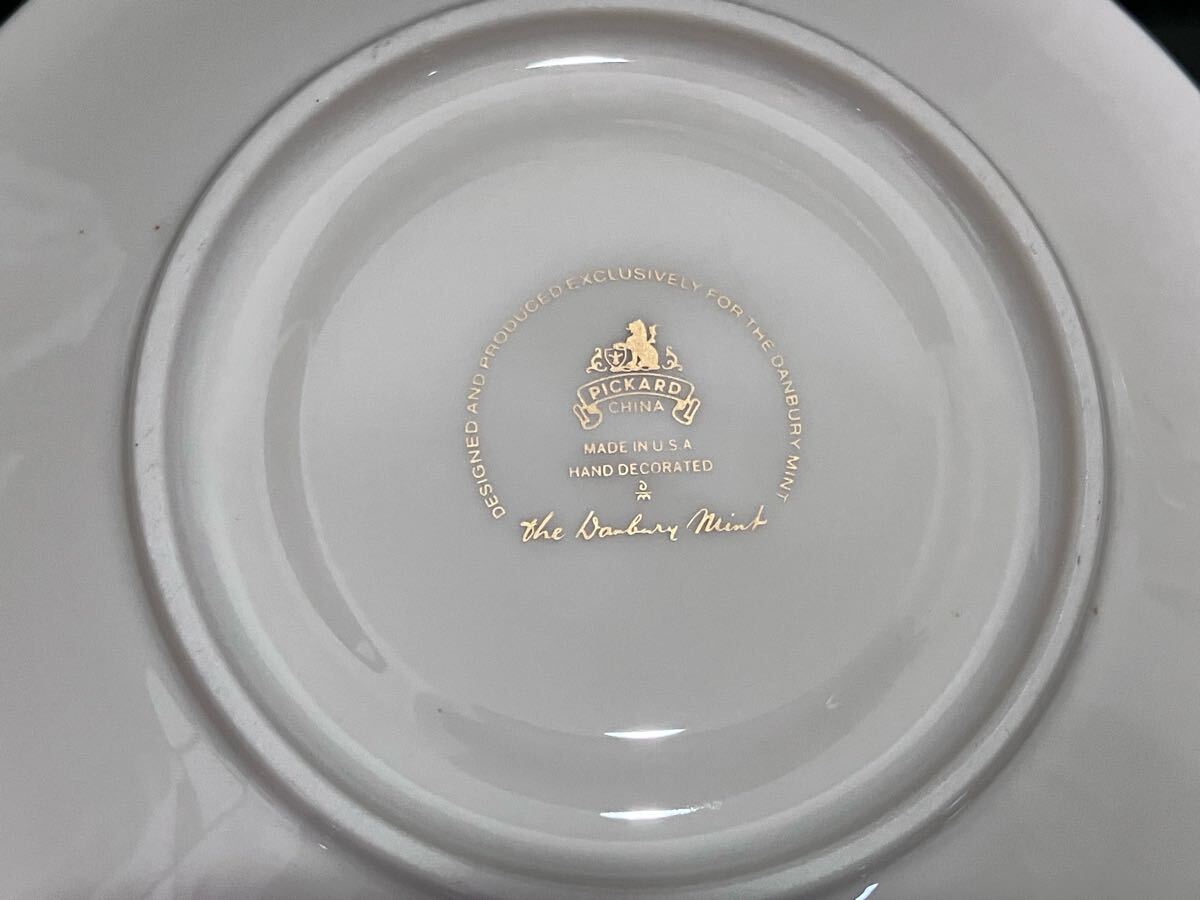 DESIGNED AND PRODUCED EXCLUSIVELY FOR THE DANBURY MINT
PICKARD
CHINA
MADE IN U.S.A
HAND DECORATED
The Danbury Mint